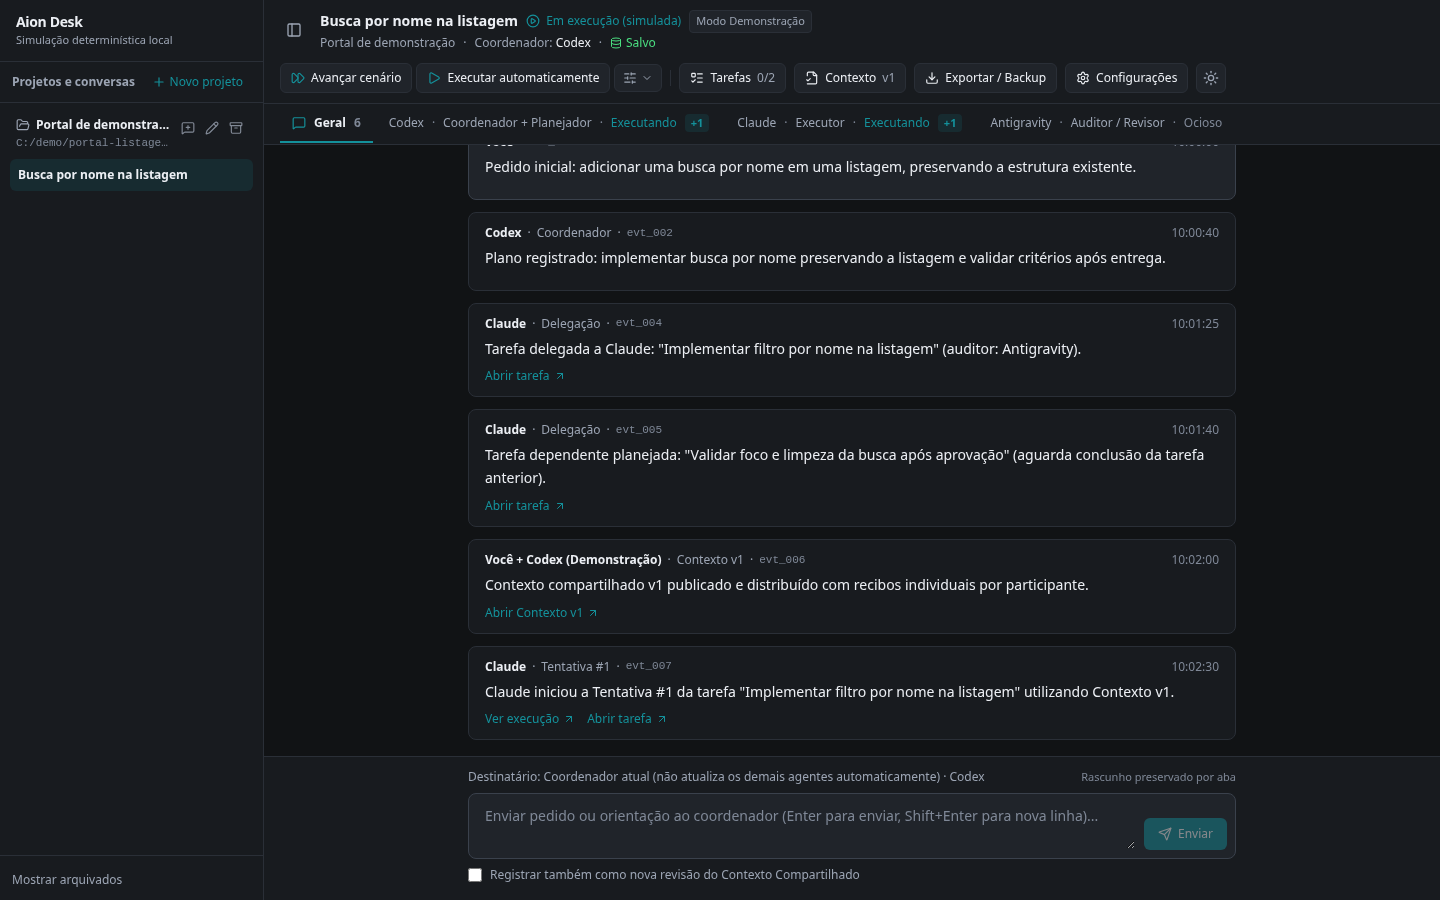 Aion Desk
Simulação determinística local
Projetos e conversas
Novo projeto
Portal de demonstra...
C:/demo/portal-listage…
Busca por nome na listagem
Mostrar arquivados
Busca por nome na listagem Em execução (simulada) Modo Demonstração
Portal de demonstração · Coordenador: Codex · Salvo
Avançar cenário Executar automaticamente Tarefas 0/2 Contexto v1 Exportar / Backup Configurações
Geral 6 Codex · Coordenador + Planejador · Executando +1 Claude · Executor · Executando +1 Antigravity · Auditor / Revisor · Ocioso
Pedido inicial: adicionar uma busca por nome em uma listagem, preservando a estrutura existente.
Codex · Coordenador · evt_002 10:00:40
Plano registrado: implementar busca por nome preservando a listagem e validar critérios após entrega.
Claude · Delegação · evt_004 10:01:25
Tarefa delegada a Claude: "Implementar filtro por nome na listagem" (auditor: Antigravity).
Abrir tarefa
Claude · Delegação · evt_005 10:01:40
Tarefa dependente planejada: "Validar foco e limpeza da busca após aprovação" (aguarda conclusão da tarefa
anterior).
Abrir tarefa
Você + Codex (Demonstração) · Contexto v1 · evt_006 10:02:00
Contexto compartilhado v1 publicado e distribuído com recibos individuais por participante.
Abrir Contexto v1
Claude · Tentativa #1 · evt_007 10:02:30
Claude iniciou a Tentativa #1 da tarefa "Implementar filtro por nome na listagem" utilizando Contexto v1.
Ver execução Abrir tarefa
Destinatário: Coordenador atual (não atualiza os demais agentes automaticamente) · Codex Rascunho preservado por aba
Enviar pedido ou orientação ao coordenador (Enter para enviar, Shift+Enter para nova linha)...
Enviar
Registrar também como nova revisão do Contexto Compartilhado